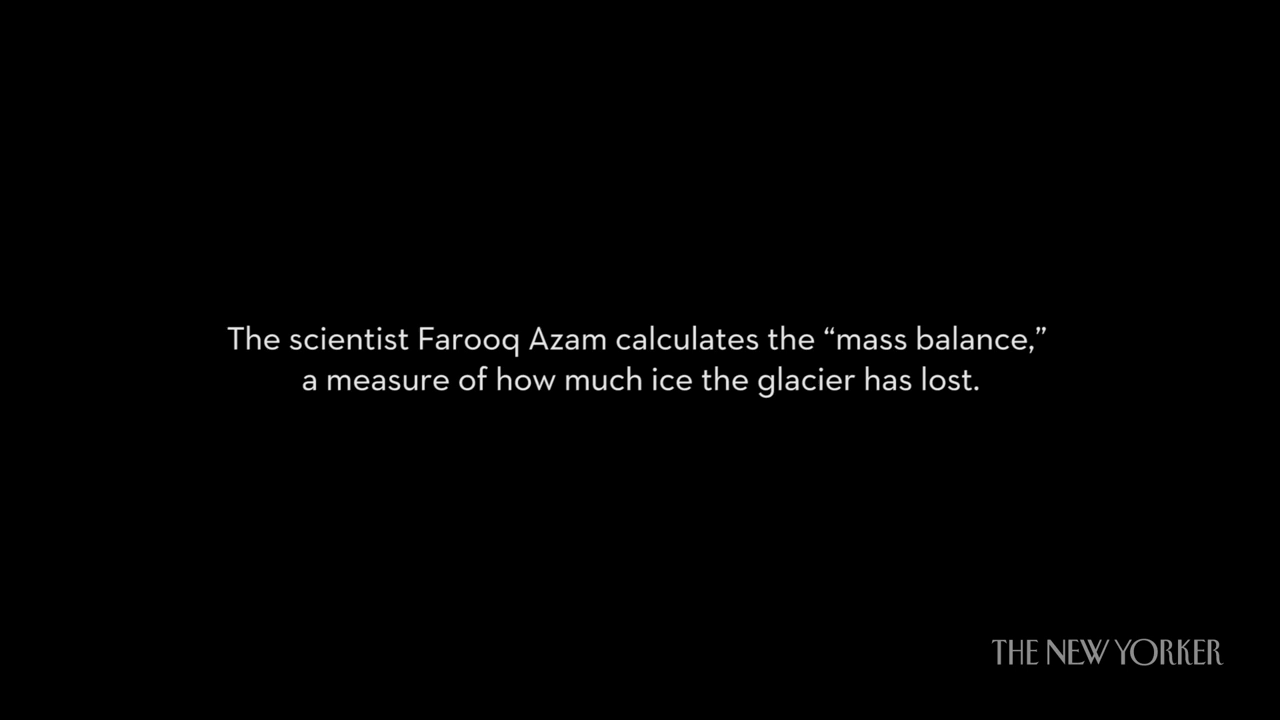 The scientist Farooq Azam calculates the “mass balance,”
a measure of how much ice the glacier has lost.
THE NEW YORKER